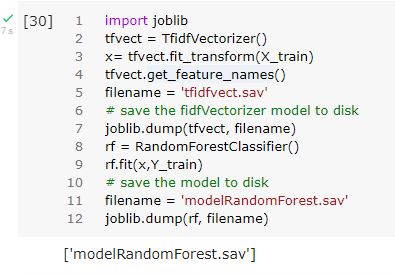 [30]
7s
1 import joblib
2 tfvect = TfidfVectorizer()
3 x= tfvect.fit_transform(X_train)
4 tfvect.get_feature_names()
5 filename = 'tfidfvect.sav'
6 # save the fidfVectorizer model to disk
7 joblib.dump(tfvect, filename)
8 rf = RandomForestClassifier()
9 rf.fit(x,Y_train)
10 # save the model to disk
11 filename = 'modelRandomForest.sav'
12 joblib.dump(rf, filename)
['modelRandomForest.sav']